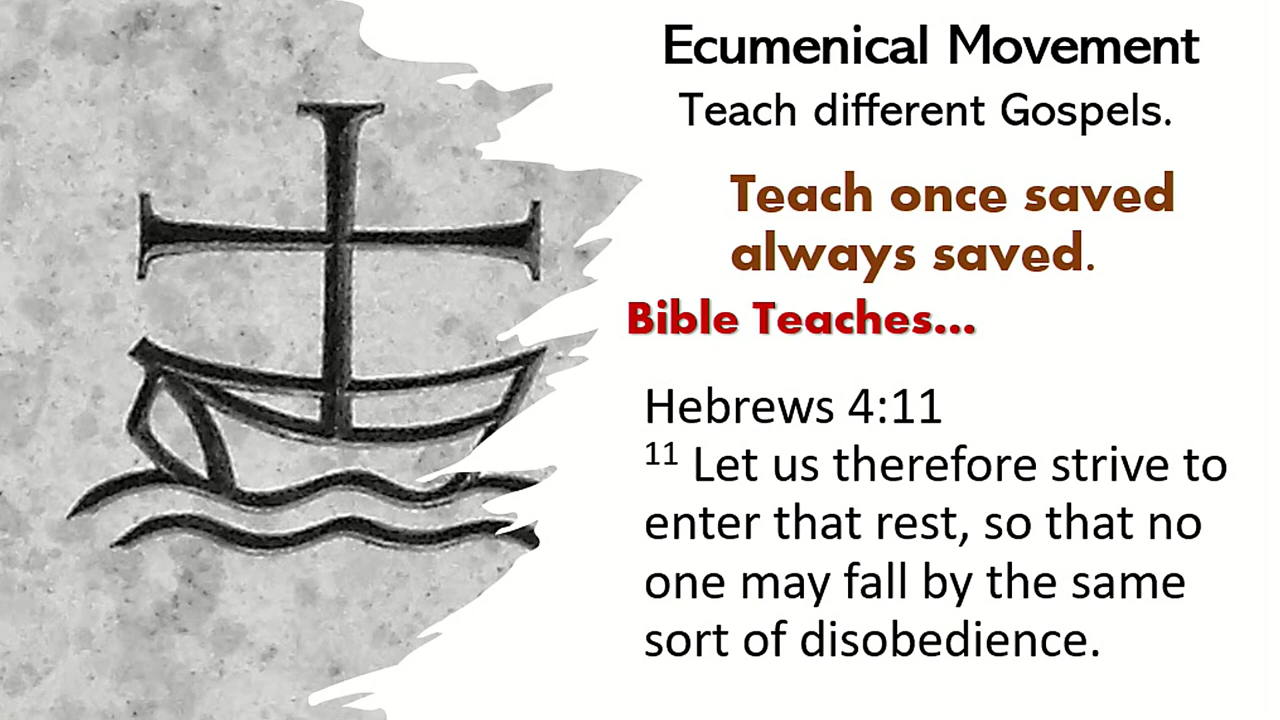 Ecumenical Movement
Teach different Gospels.
Teach once saved
always saved.
Bible Teaches...
Hebrews 4:11
11 Let us therefore strive to
enter that rest, so that no
one may fall by the same
sort of disobedience.